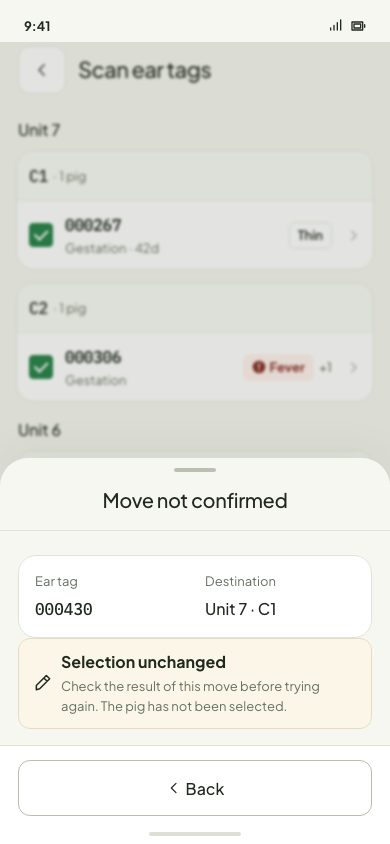 9:41
Scan ear tags
Unit 7
C1 · 1 pig
000267
Gestation · 42d
Thin
C2 · 1 pig
000306
Gestation
Fever +1
Unit 6
Move not confirmed
Ear tag
Destination
000430
Unit 7 · C1
Selection unchanged
Check the result of this move before trying
again. The pig has not been selected.
Back